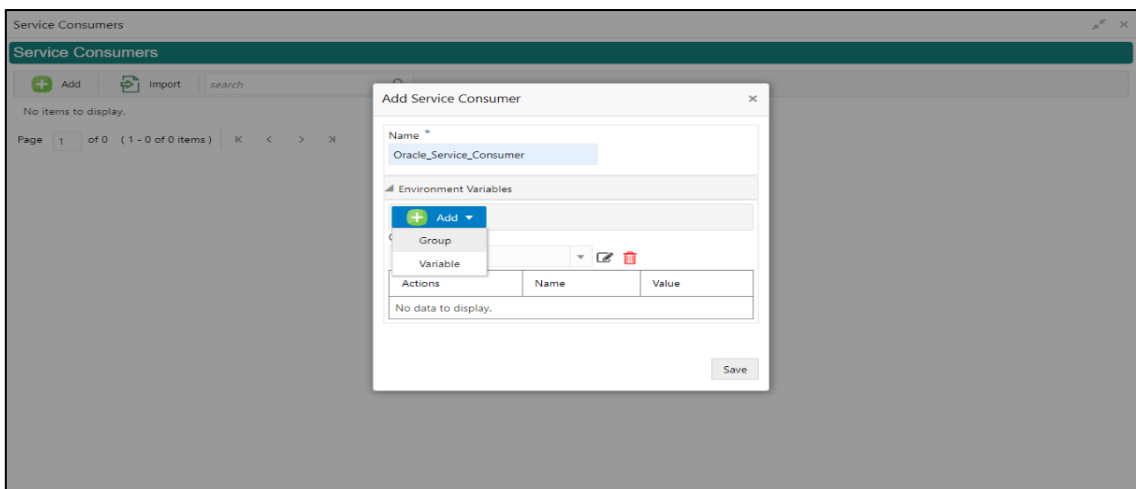 Service Consumers
Service Consumers
Add Import search
No items to display.
Page 1 of 0 (1 - 0 of 0 items) K < > >|
Add Service Consumer ×
Name *
Oracle_Service_Consumer
Environment Variables
Add
Group
Variable
Actions Name Value
No data to display.
Save